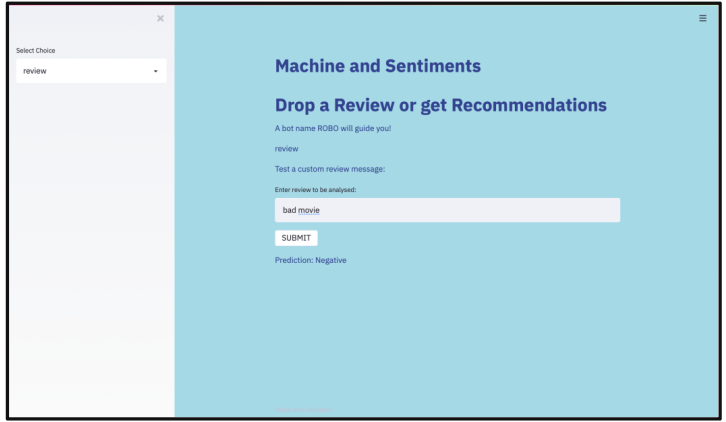 Select Choice
review
Machine and Sentiments
Drop a Review or get Recommendations
A bot name ROBO will guide you!
review
Test a custom review message:
Enter review to be analysed:
bad movie
SUBMIT
Prediction: Negative